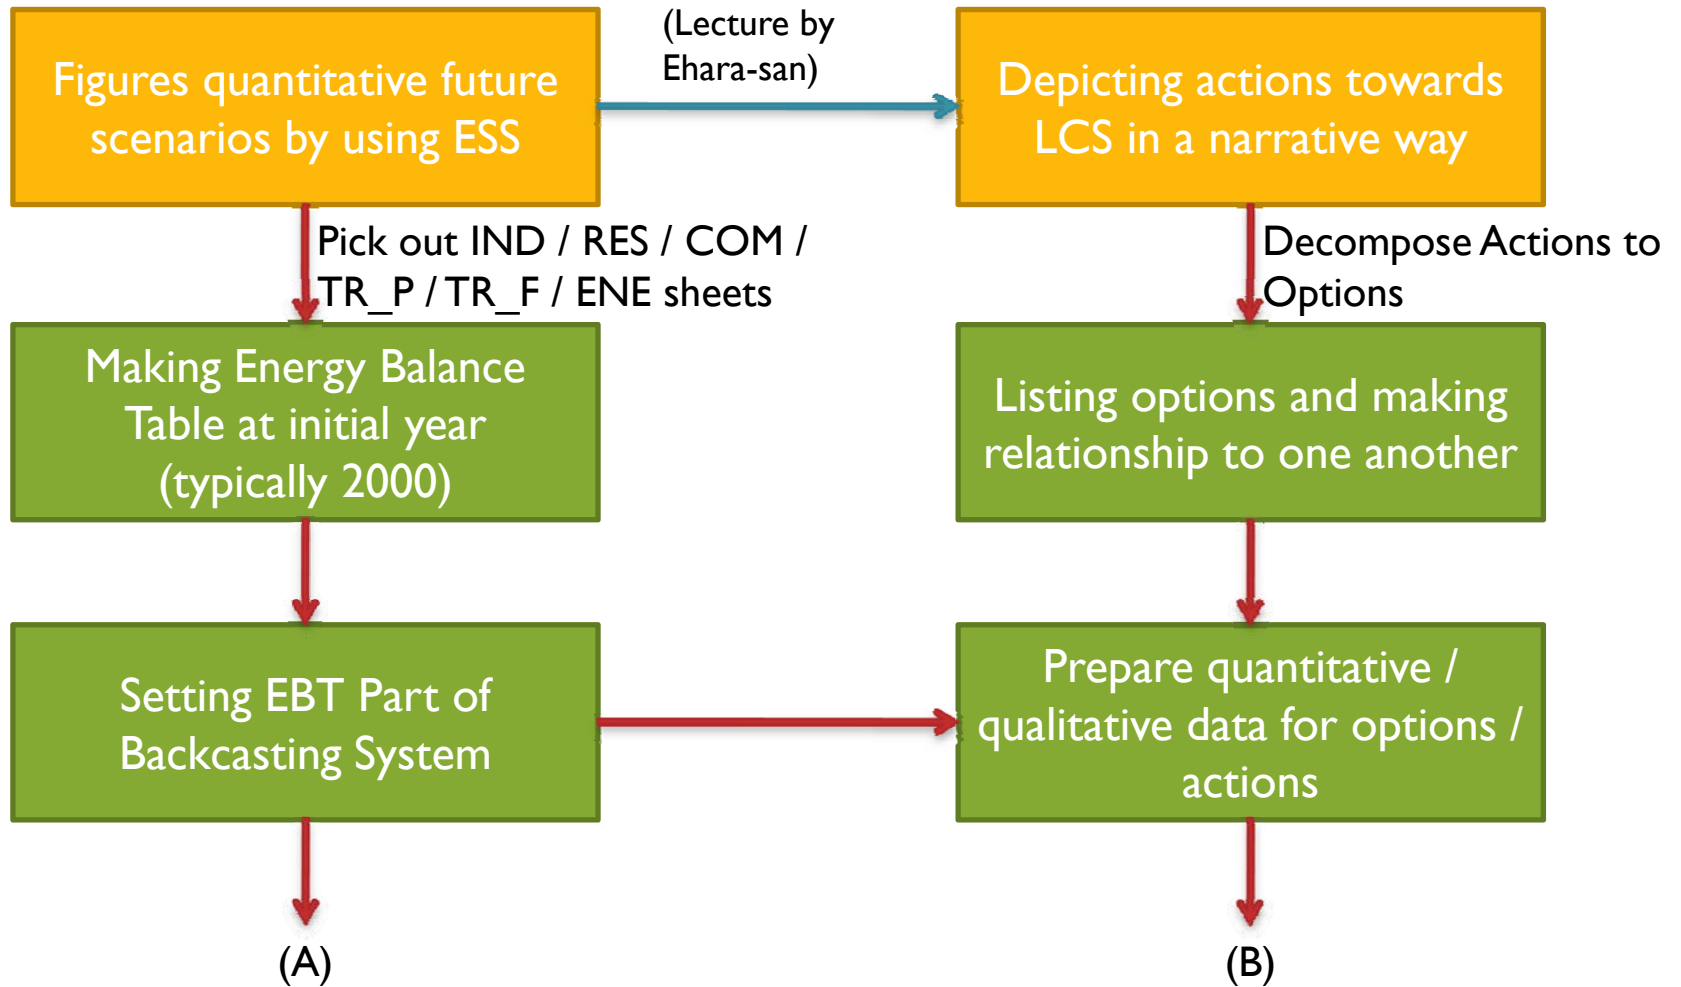 Figures quantitative future
scenarios by using ESS
(Lecture by
Ehara-san)
Depicting actions towards
LCS in a narrative way
Pick out IND / RES / COM /
TR_P / TR_F / ENE sheets
Decompose Actions to
Options
Making Energy Balance
Table at initial year
(typically 2000)
Listing options and making
relationship to one another
Setting EBT Part of
Backcasting System
Prepare quantitative /
qualitative data for options /
actions
(A)
(B)